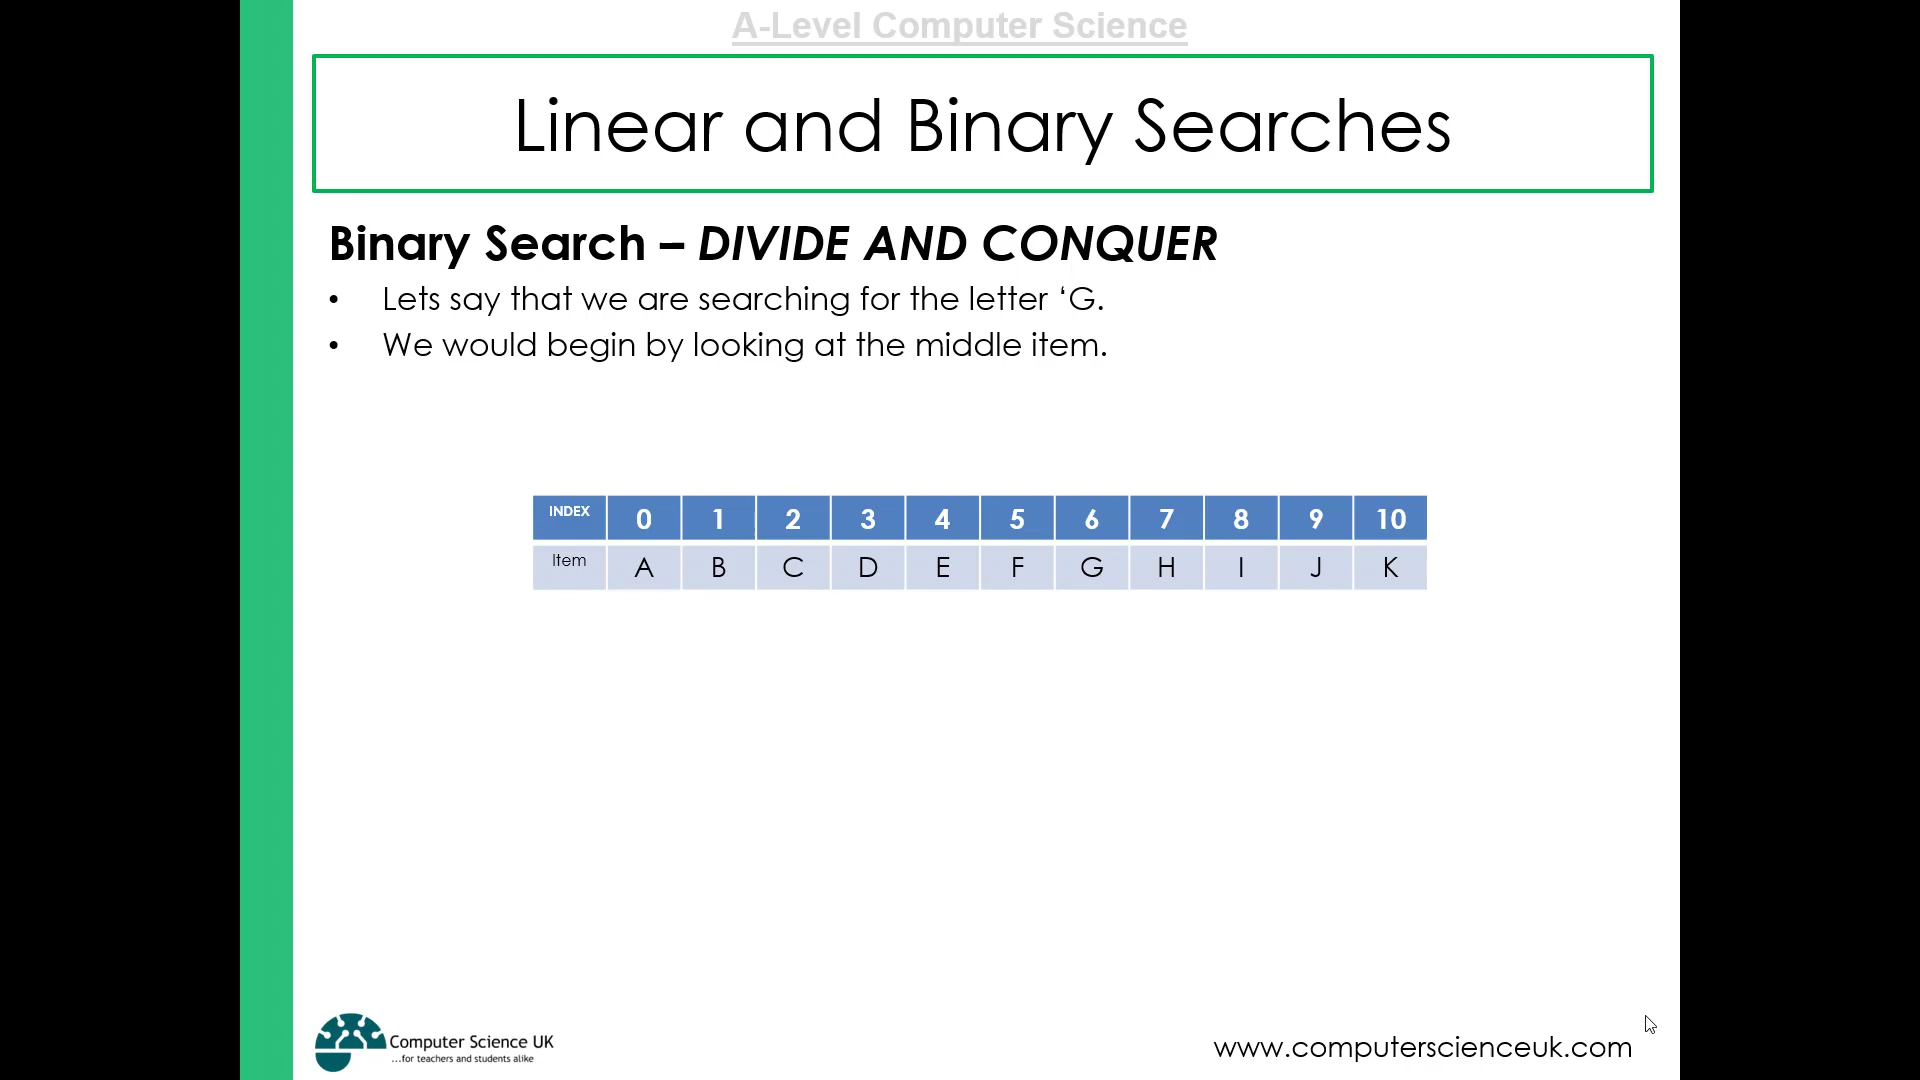 A-Level Computer Science
Linear and Binary Searches
Binary Search – DIVIDE AND CONQUER
• Lets say that we are searching for the letter ‘G.
• We would begin by looking at the middle item.
INDEX 0 1 2 3 4 5 6 7 8 9 10
Item A B C D E F G H I J K
Computer Science UK
...for teachers and students alike
www.computerscienceuk.com